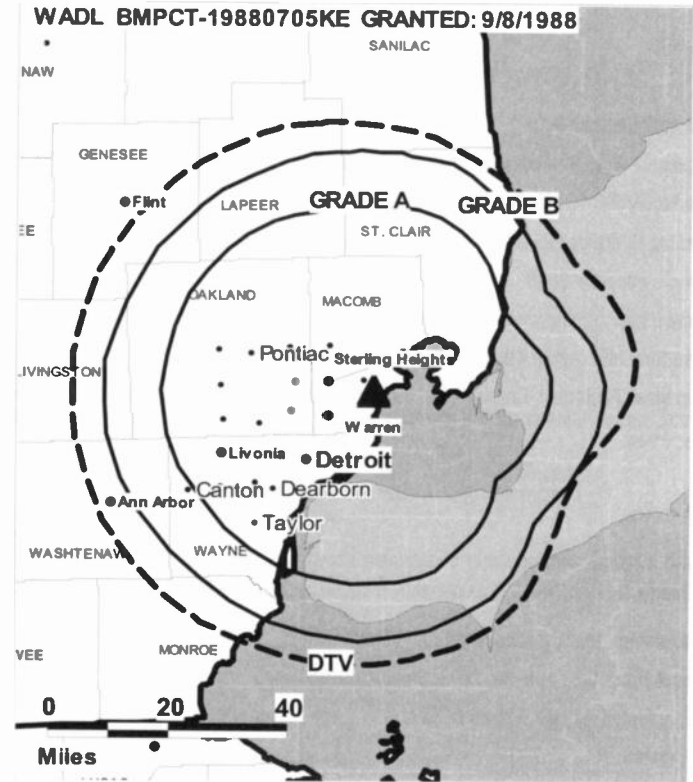 WADL BMPCT-19880705KE GRANTED: 9/8/1988
SANILAC
NAW
GENESEE
Flint
LAPEER
GRADE A
GRADE B
EE
ST. CLAIR
OAKLAND
MACOMB
Pontiac
Sterling Heights
LIVINGSTON
Warren
Livonia
Detroit
Canton
Dearborn
Ann Arbor
Taylor
WASHTENAW
WAYNE
VEE
MONROE
DTV
0 20 40
Miles